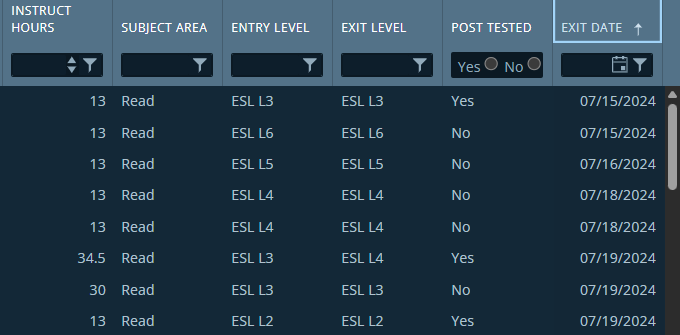 INSTRUCT HOURS SUBJECT AREA ENTRY LEVEL EXIT LEVEL POST TESTED EXIT DATE ↑
Yes No
13 Read ESL L3 ESL L3 Yes 07/15/2024
13 Read ESL L6 ESL L6 No 07/15/2024
13 Read ESL L5 ESL L5 No 07/16/2024
13 Read ESL L4 ESL L4 No 07/18/2024
13 Read ESL L4 ESL L4 No 07/18/2024
34.5 Read ESL L3 ESL L4 Yes 07/19/2024
30 Read ESL L3 ESL L3 No 07/19/2024
13 Read ESL L2 ESL L2 Yes 07/19/2024